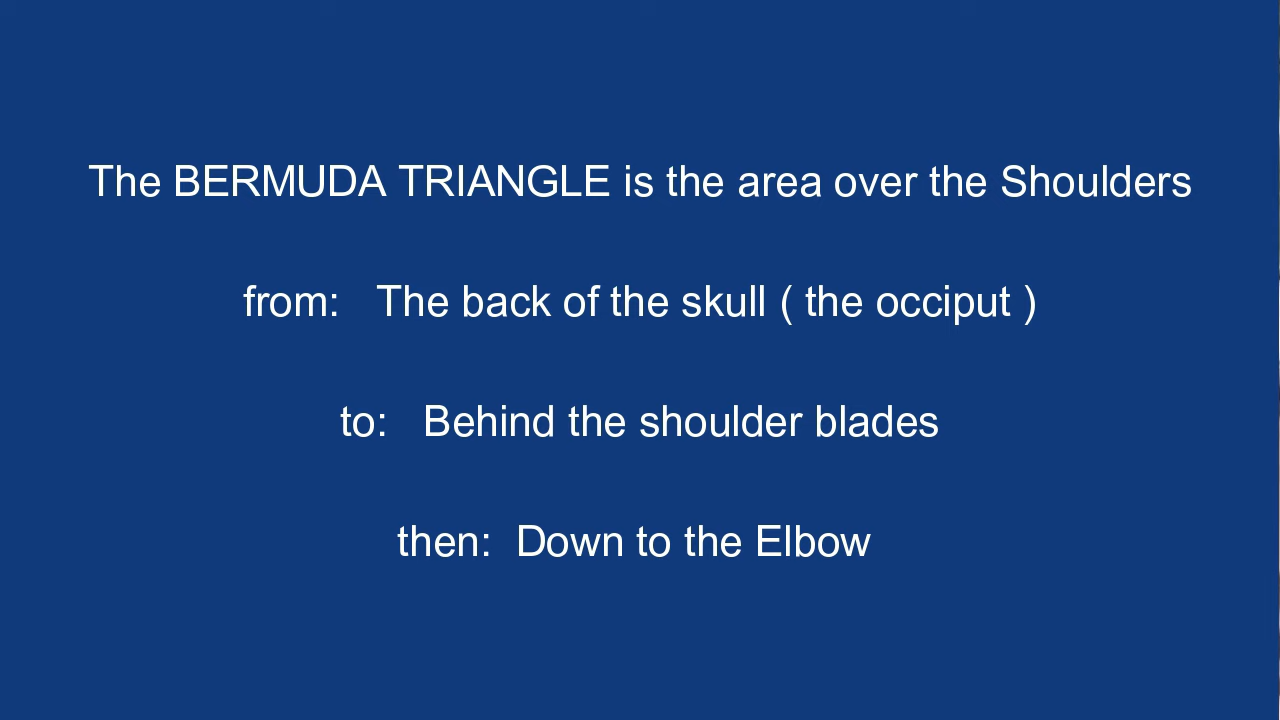 The BERMUDA TRIANGLE is the area over the Shoulders
from:   The back of the skull ( the occiput )
to:   Behind the shoulder blades
then:  Down to the Elbow